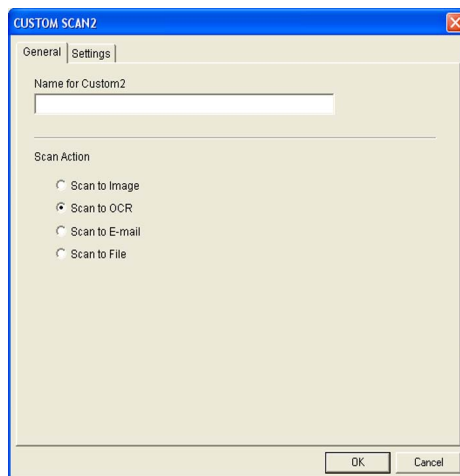 CUSTOM SCAN2
General Settings
Name for Custom2
Scan Action
Scan to Image
Scan to OCR
Scan to E-mail
Scan to File
OK Cancel